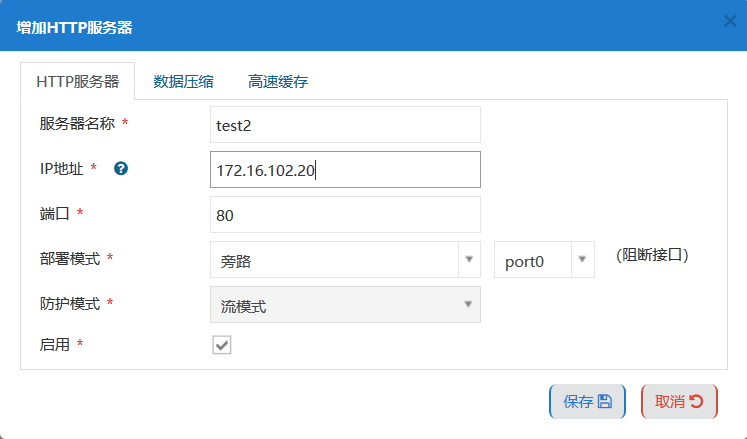 增加HTTP服务器
HTTP服务器 数据压缩 高速缓存
服务器名称 * test2
IP地址 * ? 172.16.102.20
端口 * 80
部署模式 * 旁路 port0 (阻断接口)
防护模式 * 流模式
启用 *
保存 取消